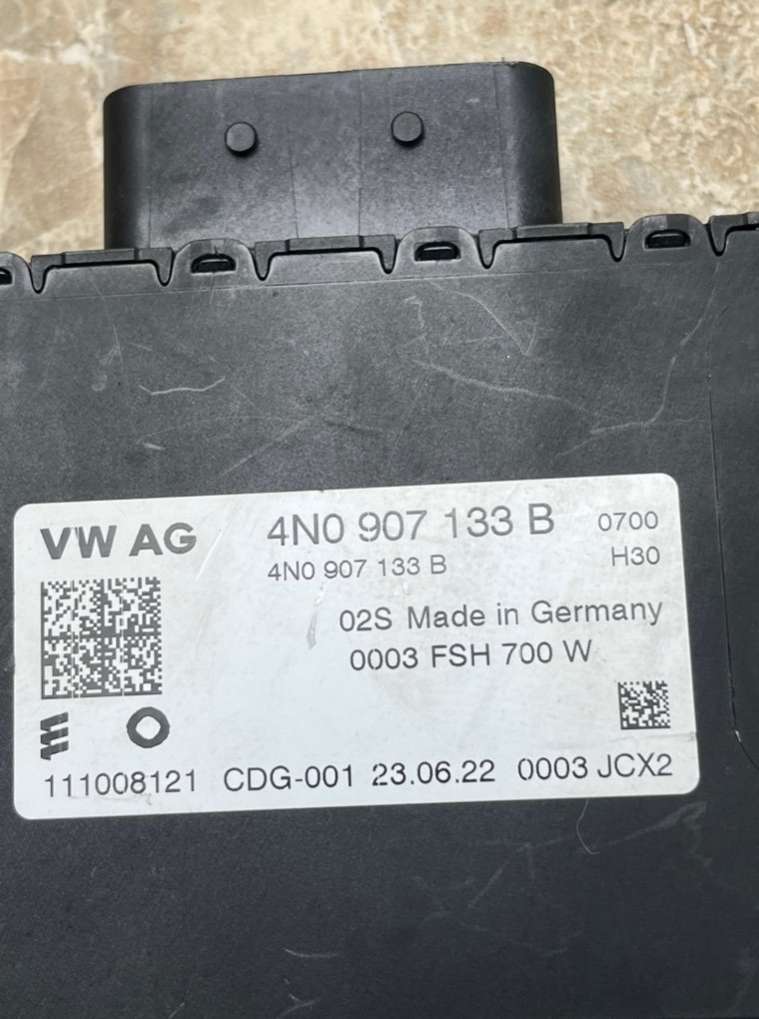 VW AG 4N0 907 133 B 0700
4N0 907 133 B H30
02S Made in Germany
0003 FSH 700 W
111008121 CDG-001 23.06.22 0003 JCX2